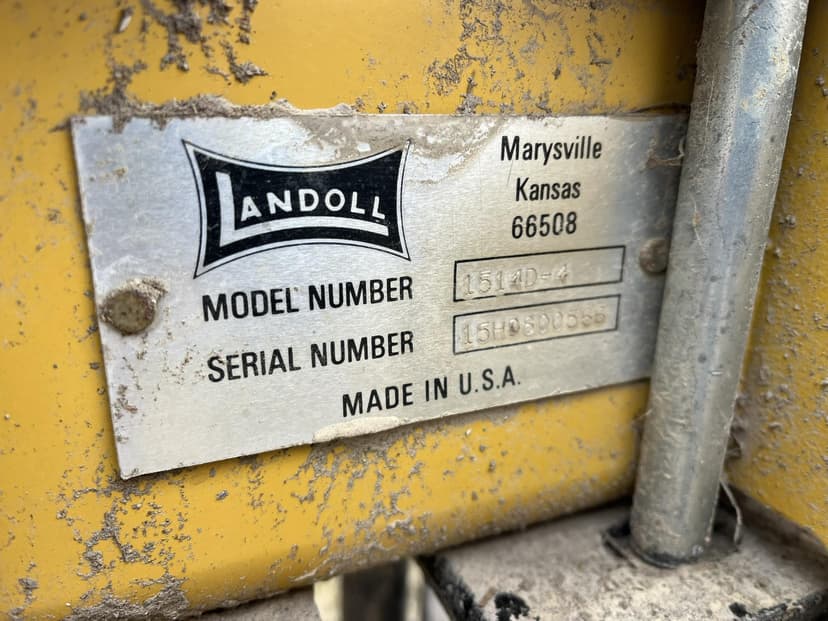 LANDOLL
Marysville
Kansas
66508
MODEL NUMBER 1514D-4
SERIAL NUMBER
MADE IN U.S.A.